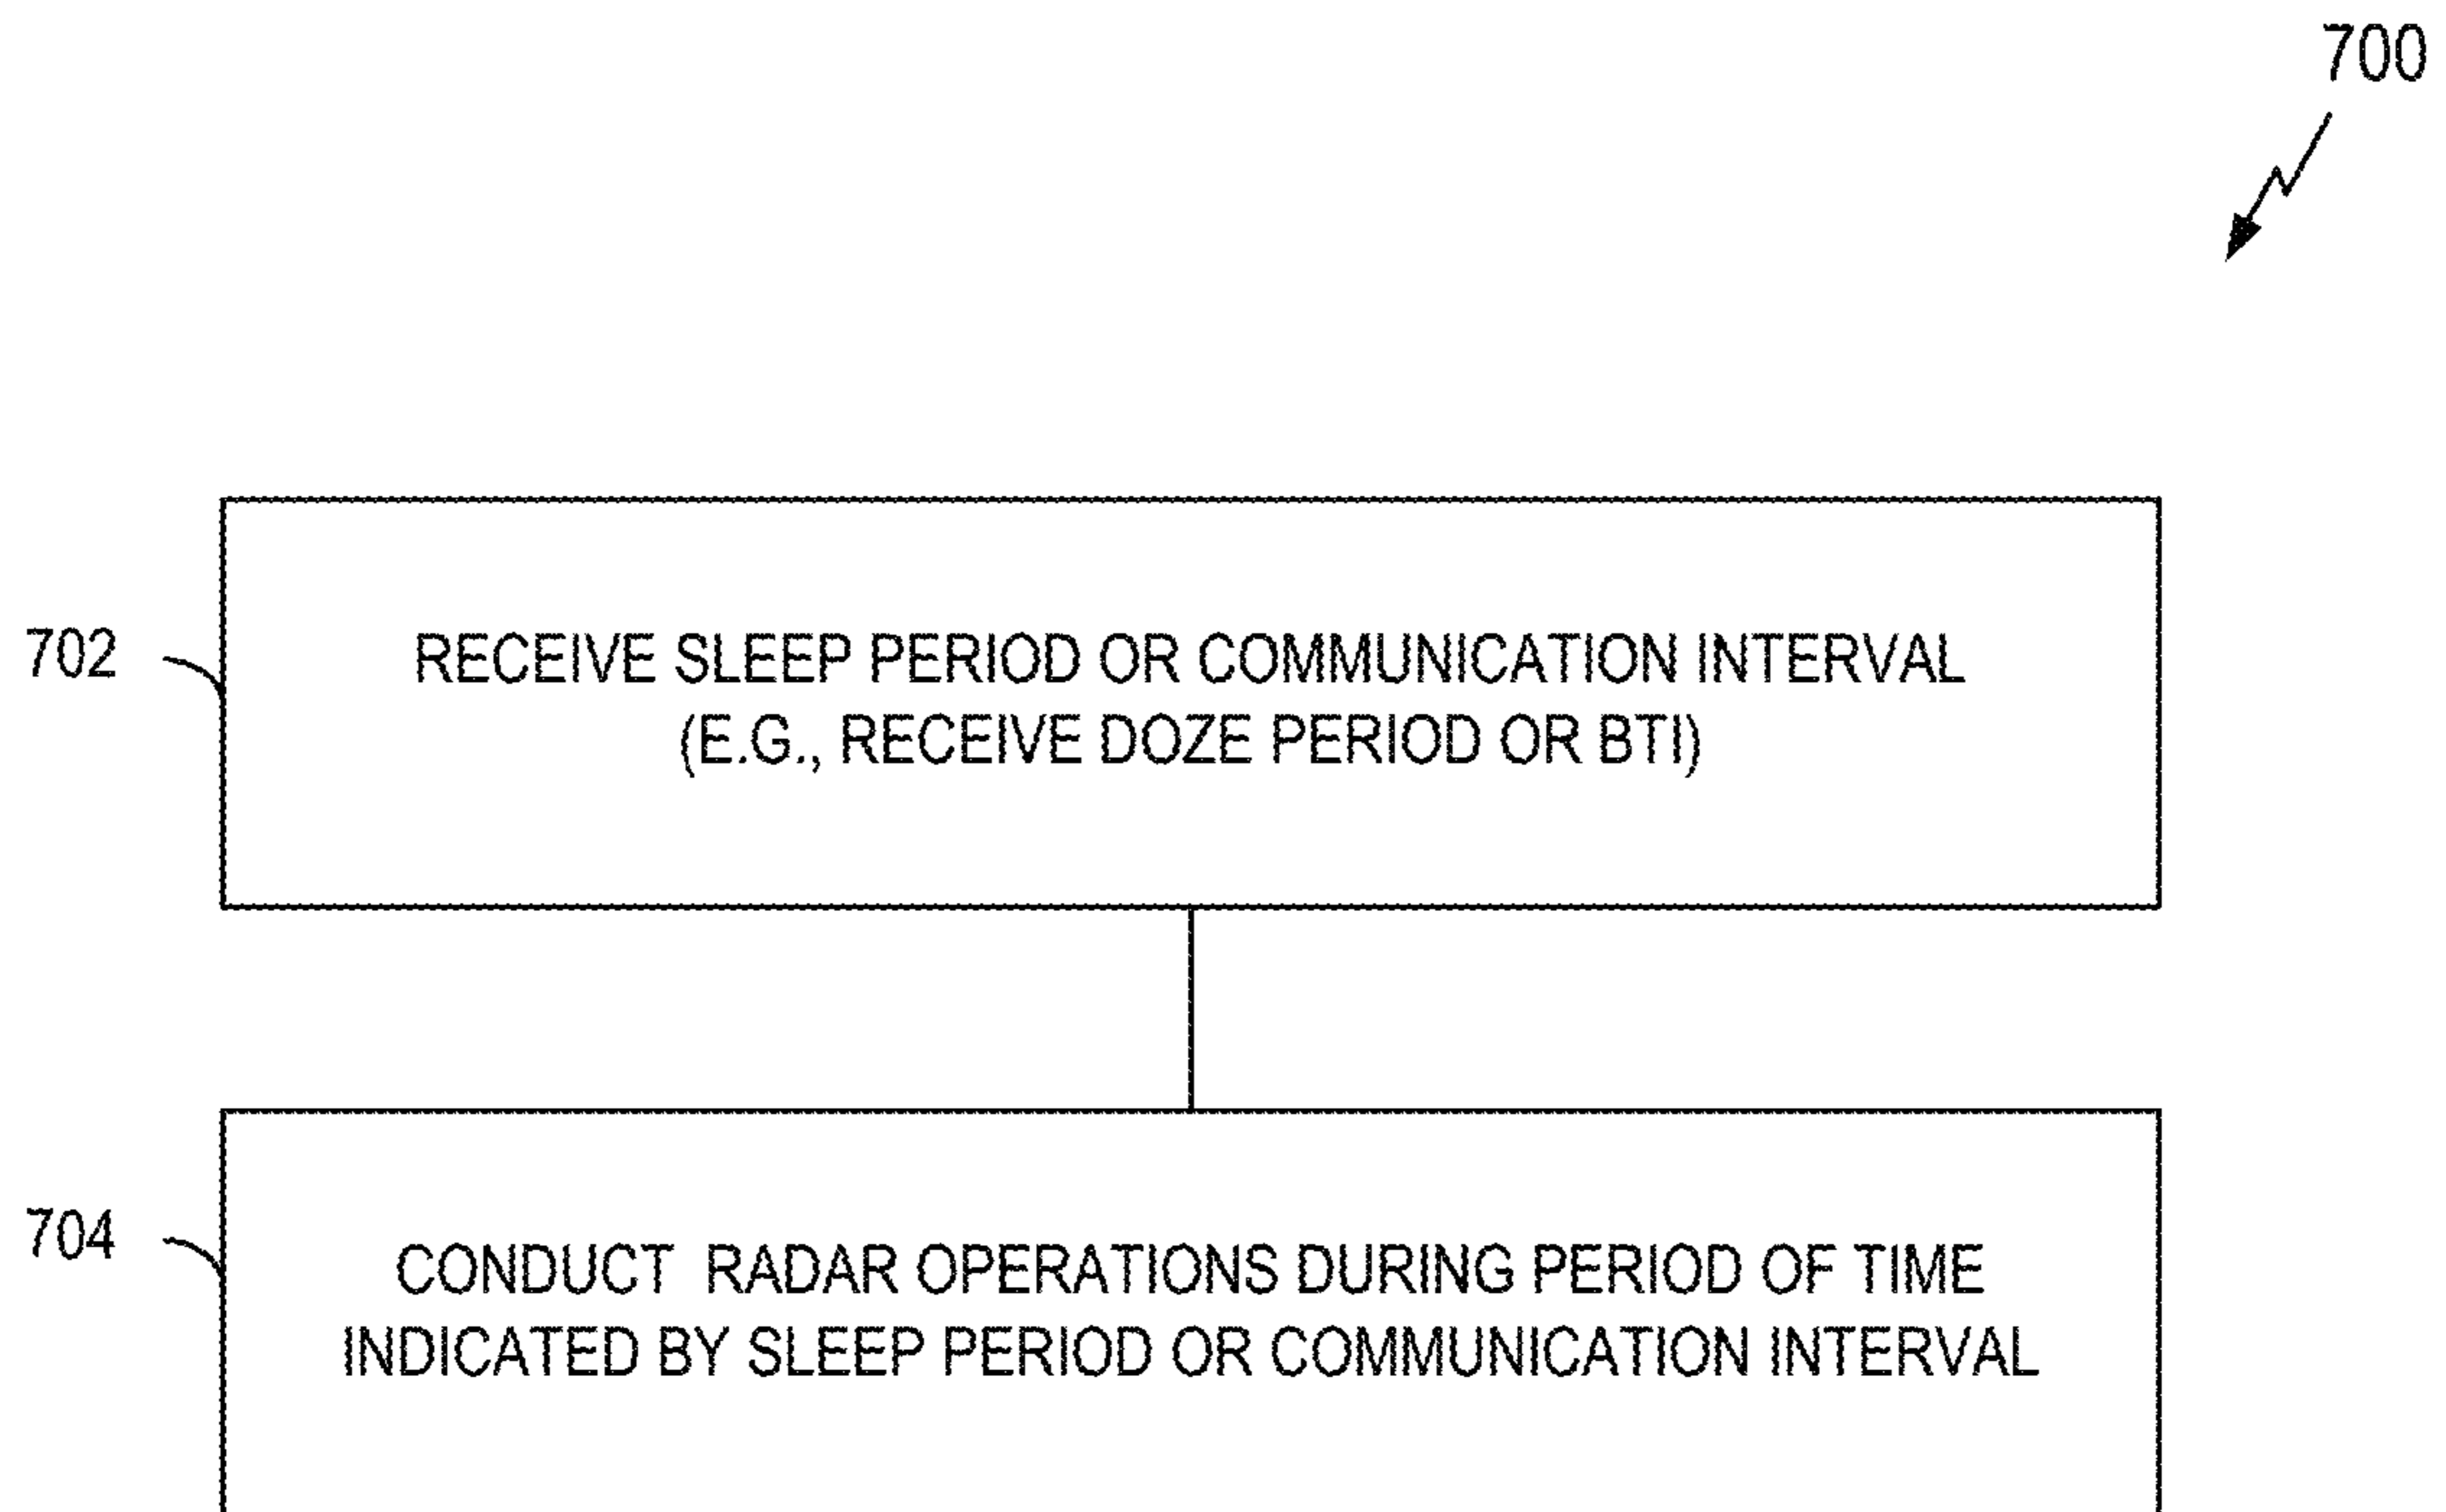 700
702
RECEIVE SLEEP PERIOD OR COMMUNICATION INTERVAL
(E.G., RECEIVE DOZE PERIOD OR BTI)
704
CONDUCT RADAR OPERATIONS DURING PERIOD OF TIME
INDICATED BY SLEEP PERIOD OR COMMUNICATION INTERVAL